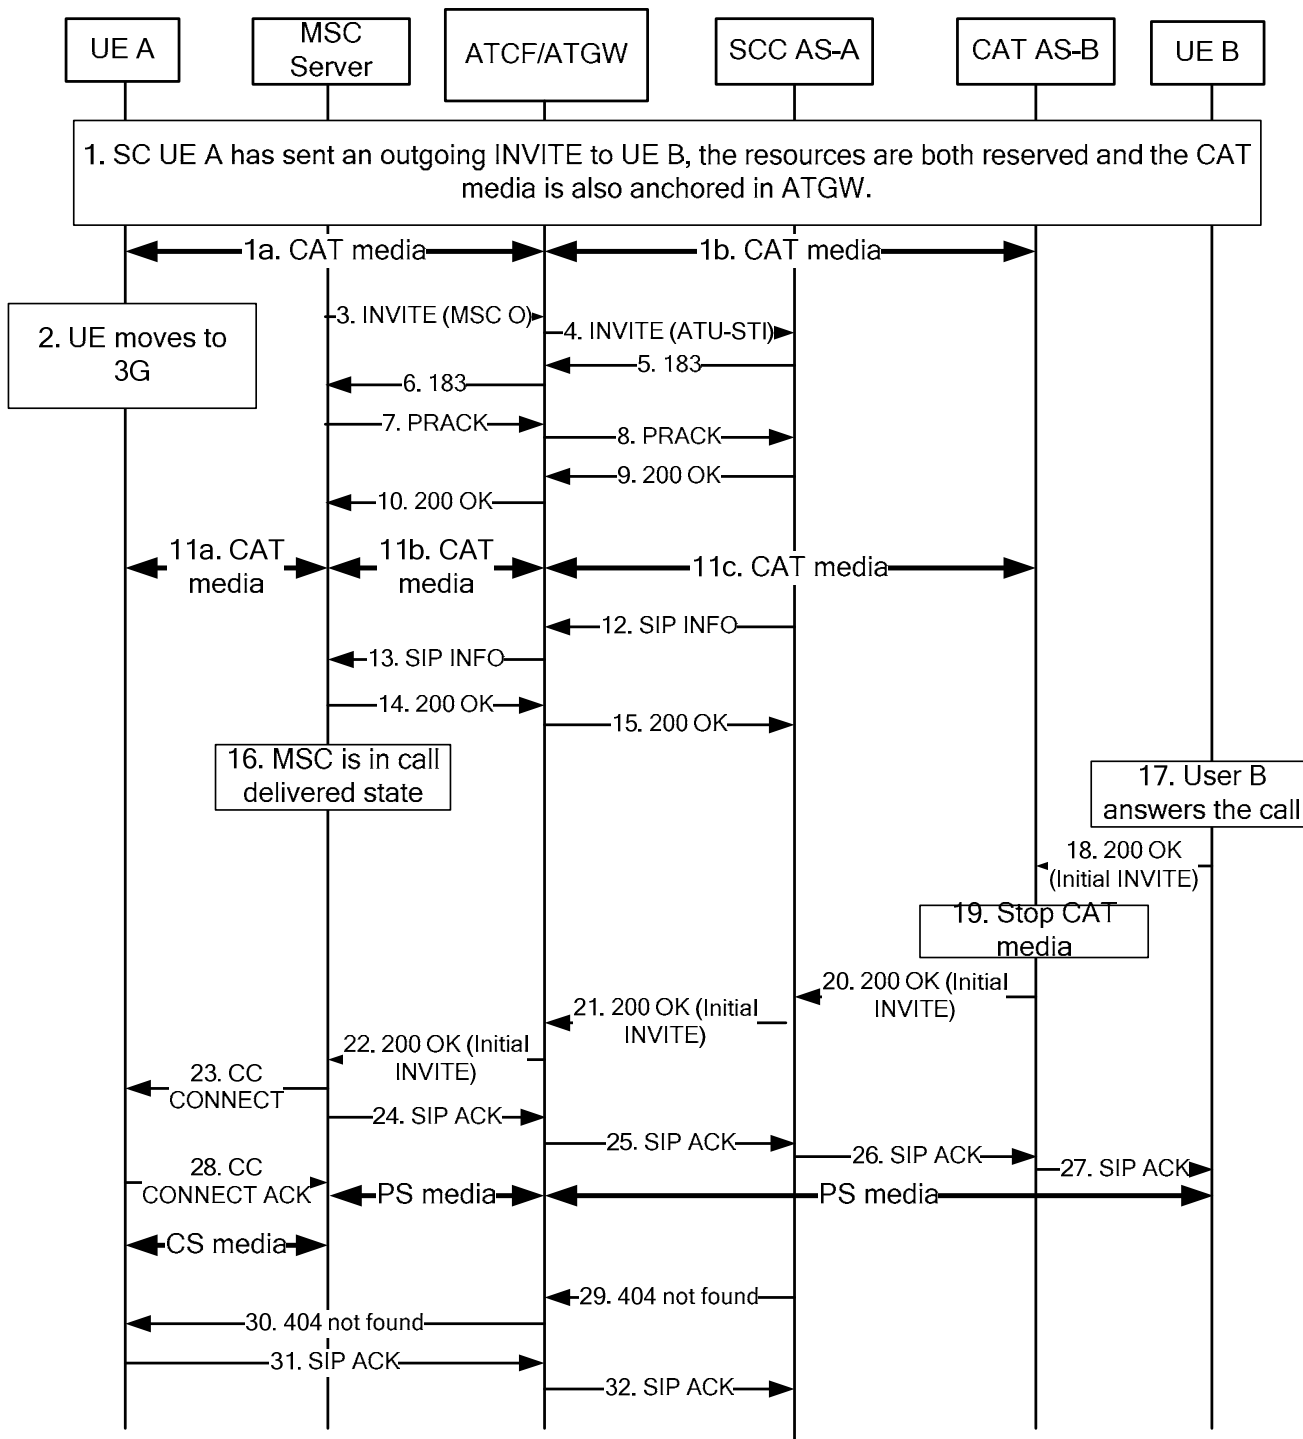 UE A
MSC
Server
ATCF/ATGW
SCC AS-A
CAT AS-B
UE B
1. SC UE A has sent an outgoing INVITE to UE B, the resources are both reserved and the CAT
media is also anchored in ATGW.
1a. CAT media
1b. CAT media
2. UE moves to
3G
3. INVITE (MSC O)
4. INVITE (ATU-STI)
5. 183
6. 183
7. PRACK
8. PRACK
9. 200 OK
10. 200 OK
11a. CAT
media
11b. CAT
media
11c. CAT media
12. SIP INFO
13. SIP INFO
14. 200 OK
15. 200 OK
16. MSC is in call
delivered state
17. User B
answers the call
18. 200 OK
(Initial INVITE)
19. Stop CAT
media
20. 200 OK (Initial
INVITE)
21. 200 OK (Initial
INVITE)
22. 200 OK (Initial
INVITE)
23. CC
CONNECT
24. SIP ACK
25. SIP ACK
26. SIP ACK
27. SIP ACK
28. CC
CONNECT ACK
PS media
PS media
CS media
29. 404 not found
30. 404 not found
31. SIP ACK
32. SIP ACK